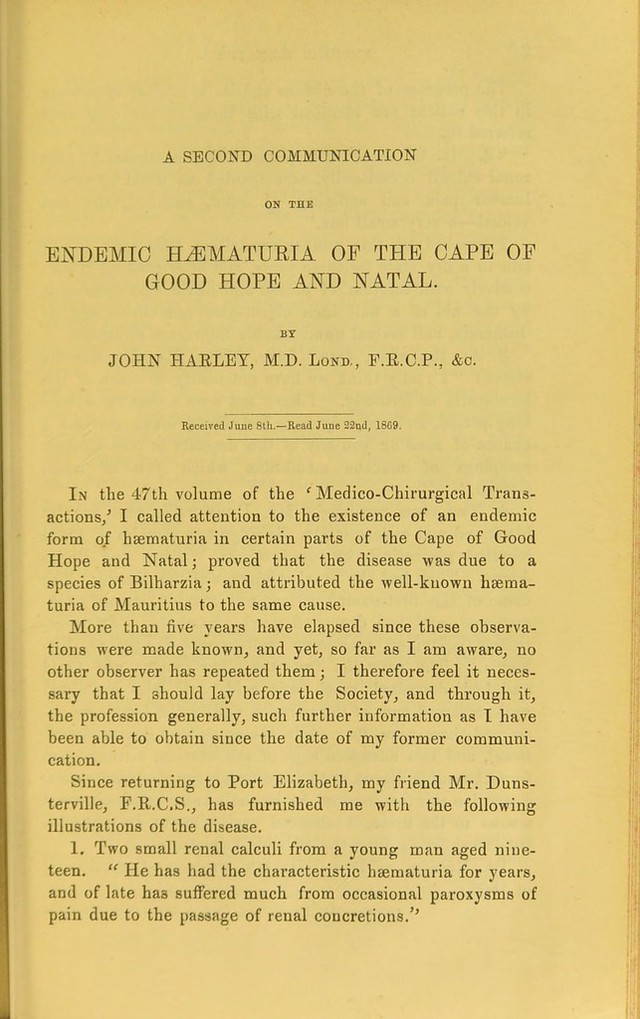 A SECOND COMMUNICATION
ON THE
ENDEMIC HÆMATURIA OF THE CAPE OF
GOOD HOPE AND NATAL.
BY
JOHN HARLEY, M.D. LOND., F.R.C.P., &c.
Received June 8th.—Read June 22nd, 1869.
IN the 47th volume of the ‘Medico-Chirurgical Trans-
actions,’ I called attention to the existence of an endemic
form of hæmaturia in certain parts of the Cape of Good
Hope and Natal; proved that the disease was due to a
species of Bilharzia; and attributed the well-known hæma-
turia of Mauritius to the same cause.
More than five years have elapsed since these observa-
tions were made known, and yet, so far as I am aware, no
other observer has repeated them; I therefore feel it neces-
sary that I should lay before the Society, and through it,
the profession generally, such further information as I have
been able to obtain since the date of my former communi-
cation.
Since returning to Port Elizabeth, my friend Mr. Duns-
terville, F.R.C.S., has furnished me with the following
illustrations of the disease.
1. Two small renal calculi from a young man aged nine-
teen. “He has had the characteristic hæmaturia for years,
and of late has suffered much from occasional paroxysms of
pain due to the passage of renal concretions.”